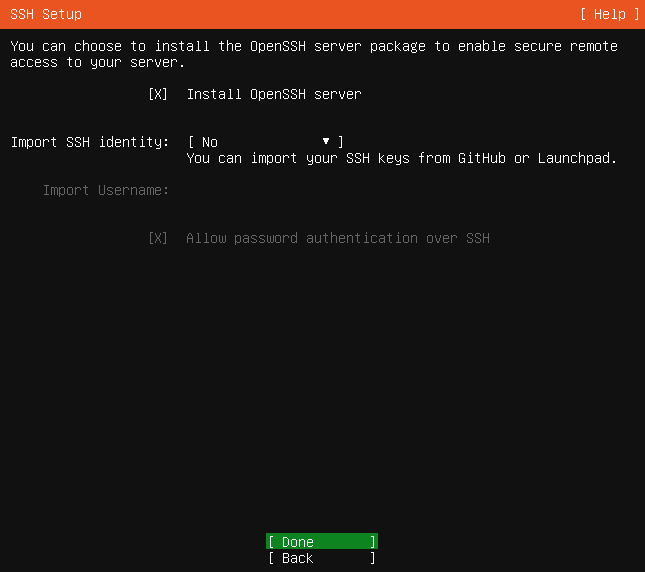 SSH Setup [ Help ]
You can choose to install the OpenSSH server package to enable secure remote
access to your server.
[X] Install OpenSSH server
Import SSH identity: [ No ▼ ]
You can import your SSH keys from GitHub or Launchpad.
Import Username:
[X] Allow password authentication over SSH
[ Done ]
[ Back ]